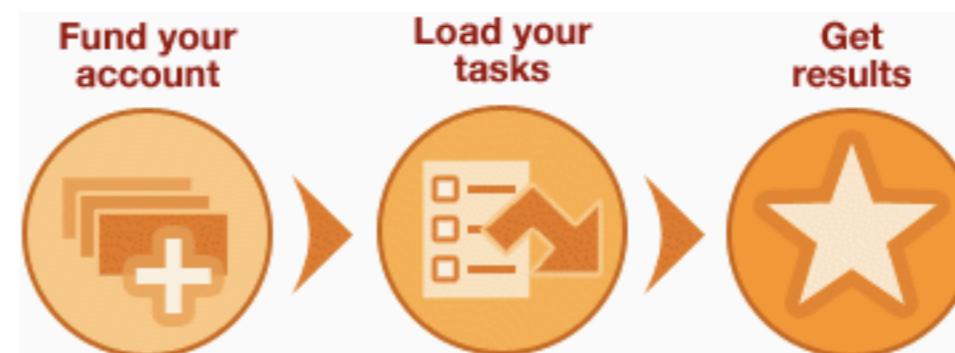 Fund your
account
Load your
tasks
Get
results